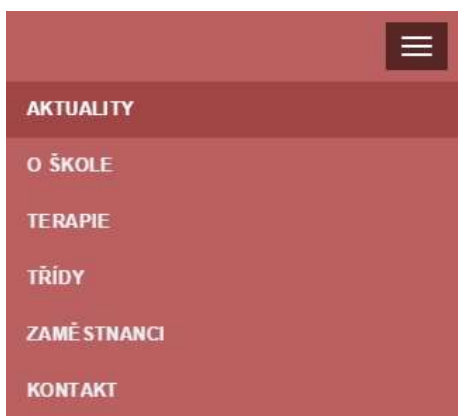 AKTUALITY
O ŠKOLE
TERAPIE
TŘÍDY
ZAMĚSTNANCI
KONTAKT